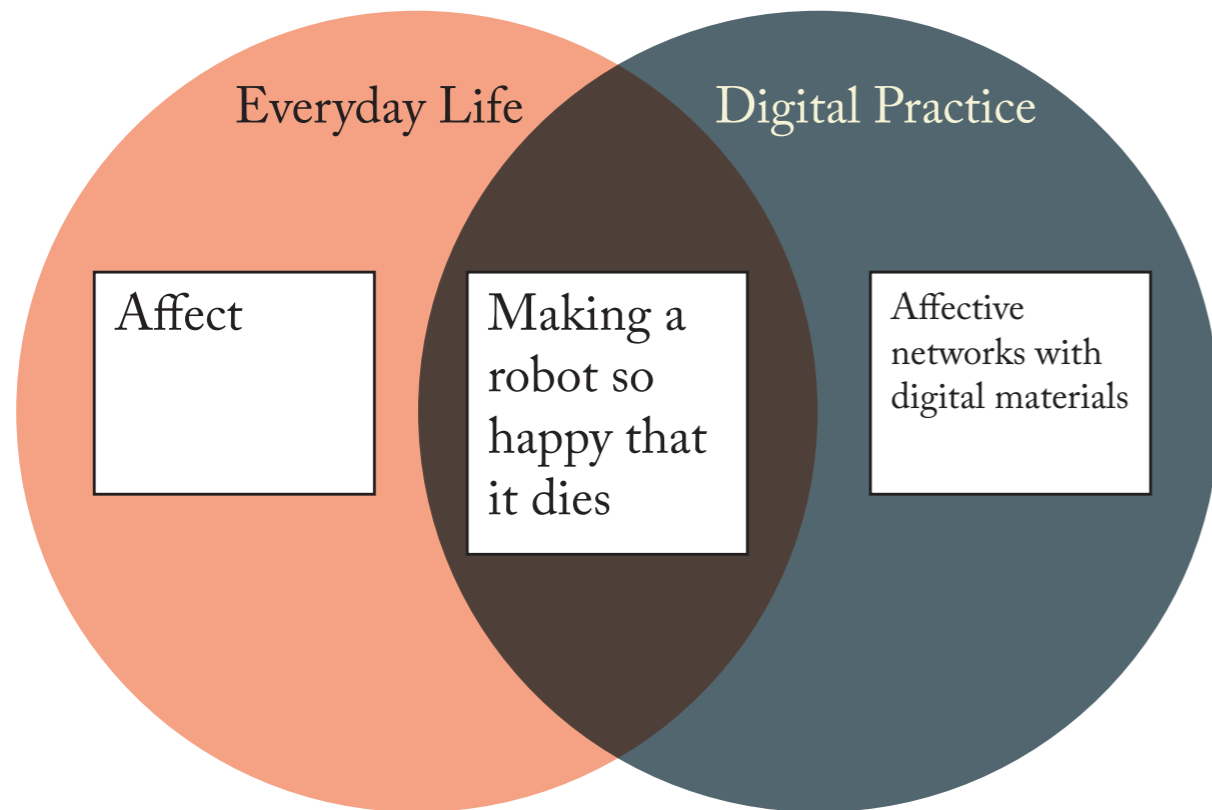 Everyday Life
Digital Practice
Affect
Making a
robot so
happy that
it dies
Affective
networks with
digital materials